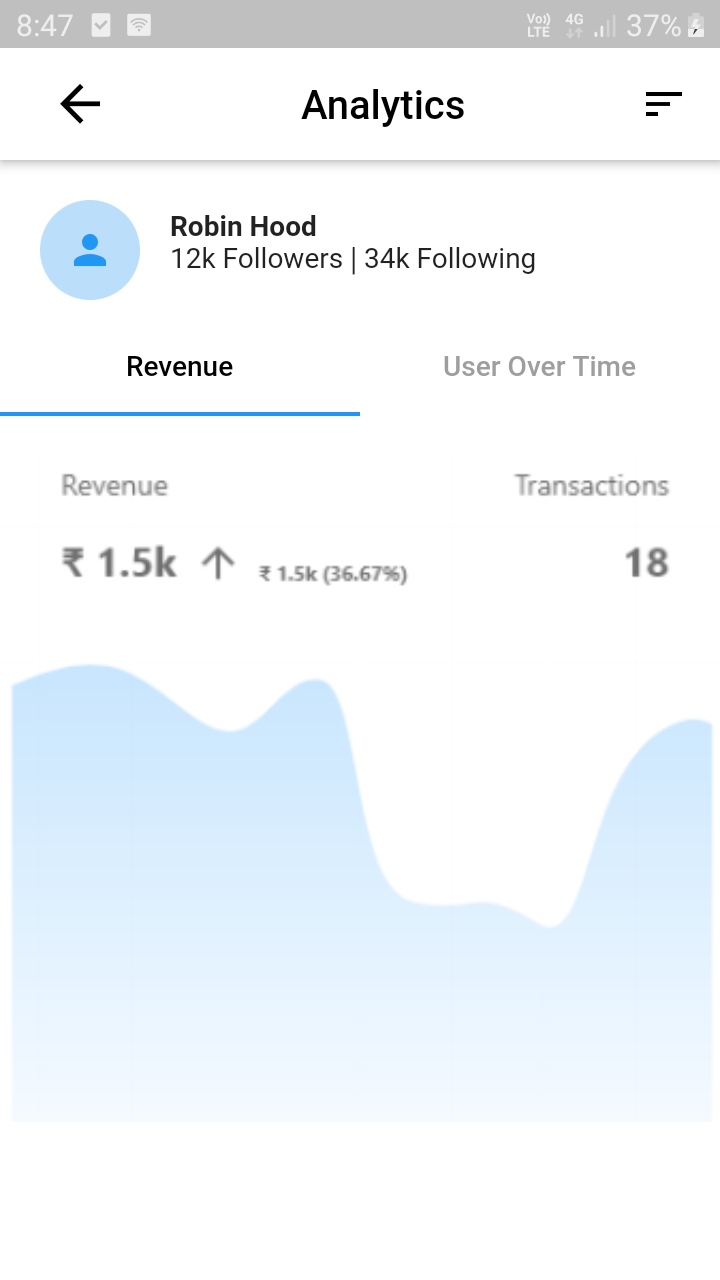 8:47 Vo)) LTE 4G 37%
Analytics
Robin Hood
12k Followers | 34k Following
Revenue User Over Time
Revenue Transactions
₹ 1.5k ↑ ₹ 1.5k (36.67%) 18